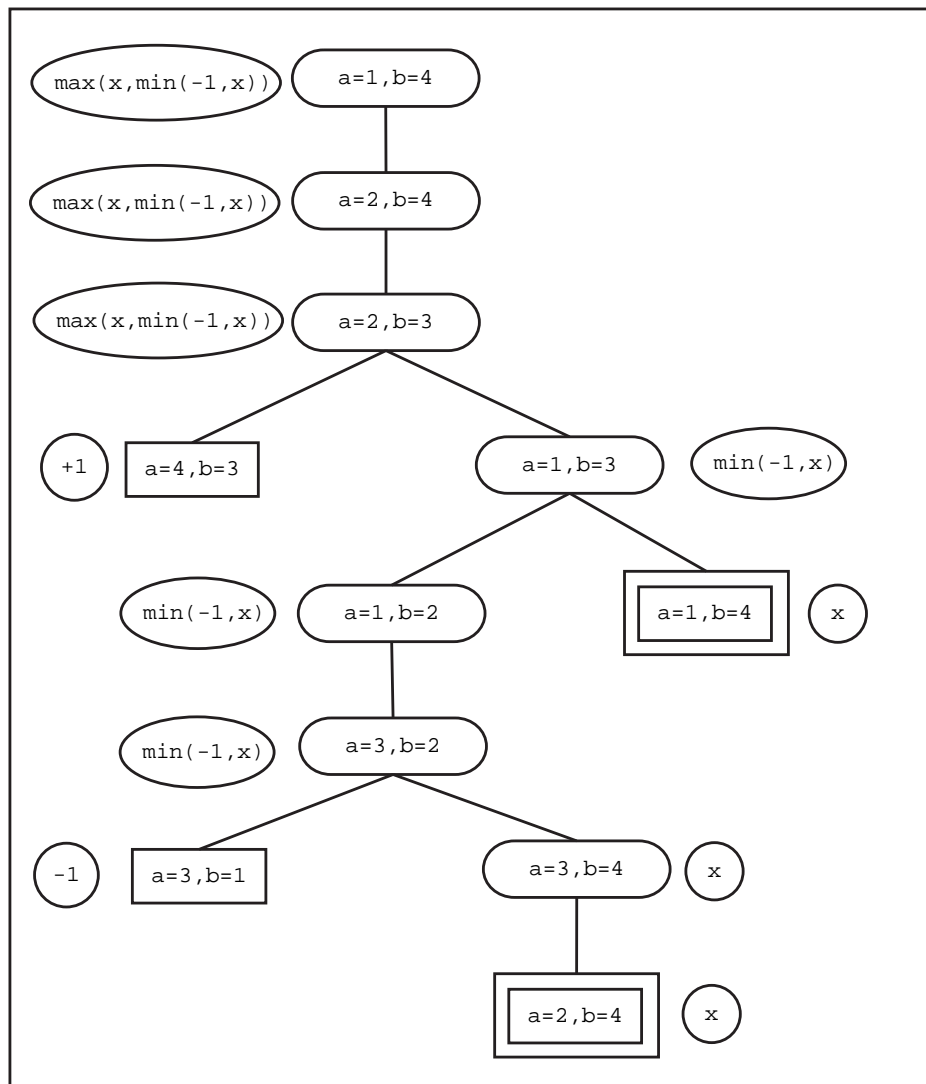 max(x,min(-1,x)) a=1,b=4
max(x,min(-1,x)) a=2,b=4
max(x,min(-1,x)) a=2,b=3
+1 a=4,b=3 a=1,b=3 min(-1,x)
min(-1,x) a=1,b=2 a=1,b=4 x
min(-1,x) a=3,b=2
-1 a=3,b=1 a=3,b=4 x
a=2,b=4 x